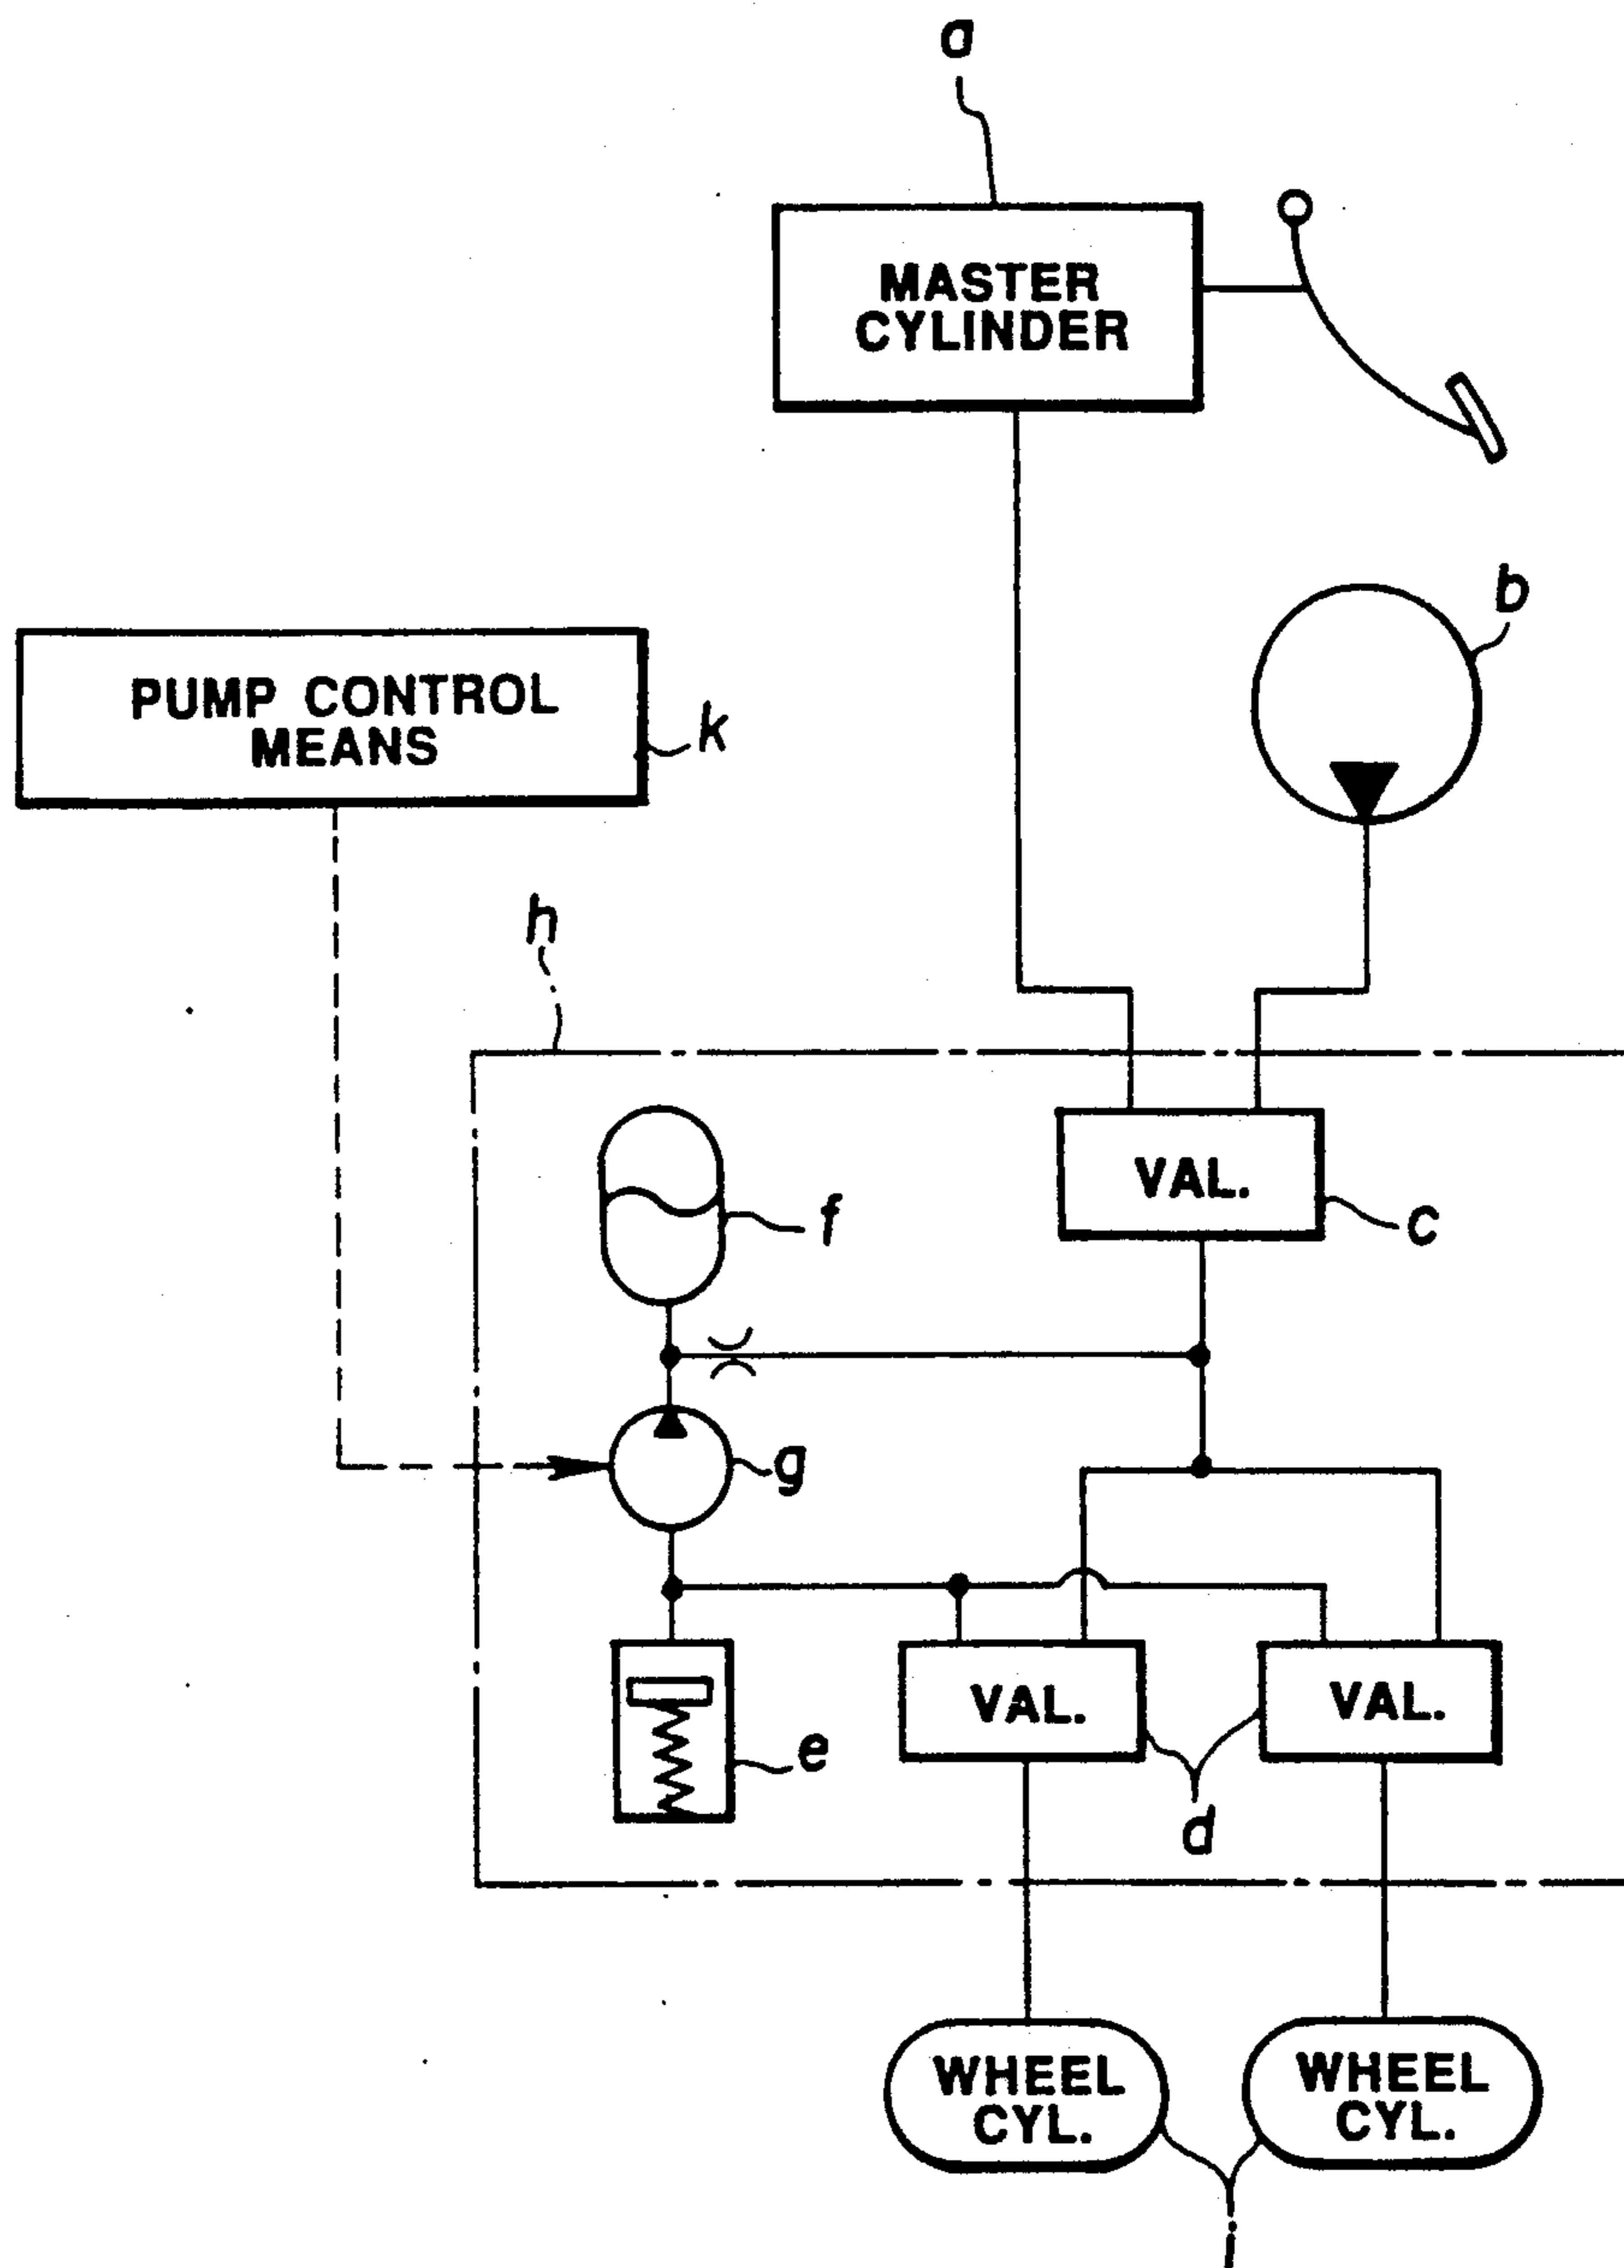 a
MASTER
CYLINDER
b
PUMP CONTROL
MEANS
k
h
VAL.
c
f
g
VAL.
VAL.
e
d
WHEEL
CYL.
WHEEL
CYL.